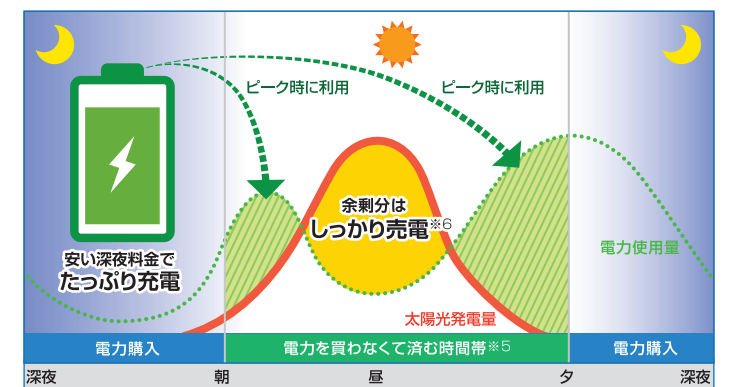 ピーク時に利用
ピーク時に利用
余剰分は
しっかり売電※6
安い深夜料金で
たっぷり充電
電力使用量
太陽光発電量
電力購入
電力を買わなくて済む時間帯※5
電力購入
深夜
朝
昼
夕
深夜